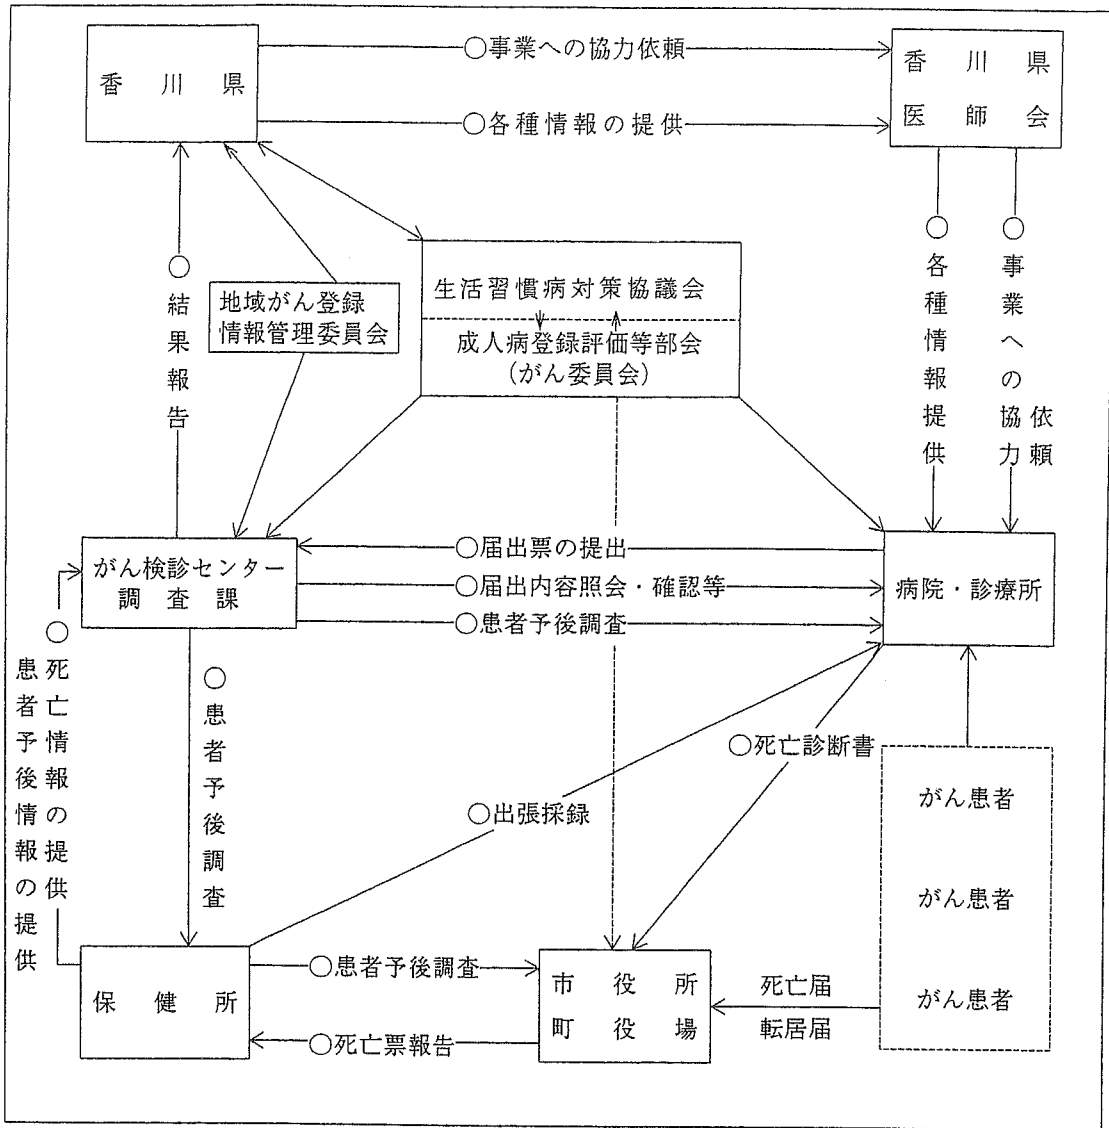 香川県
○事業への協力依頼
○各種情報の提供
香川県
医師会
○結果報告
地域がん登録
情報管理委員会
生活習慣病対策協議会
成人病登録評価等部会
(がん委員会)
○各種情報提供
○事業への協力
依頼
がん検診センター
調査課
○届出票の提出
○届出内容照会・確認等
○患者予後調査
病院・診療所
○死亡情報の提供
患者予後情報の提供
○患者予後調査
○死亡診断書
○出張採録
がん患者
がん患者
がん患者
保健所
○患者予後調査
○死亡票報告
市役所
町役場
死亡届
転居届